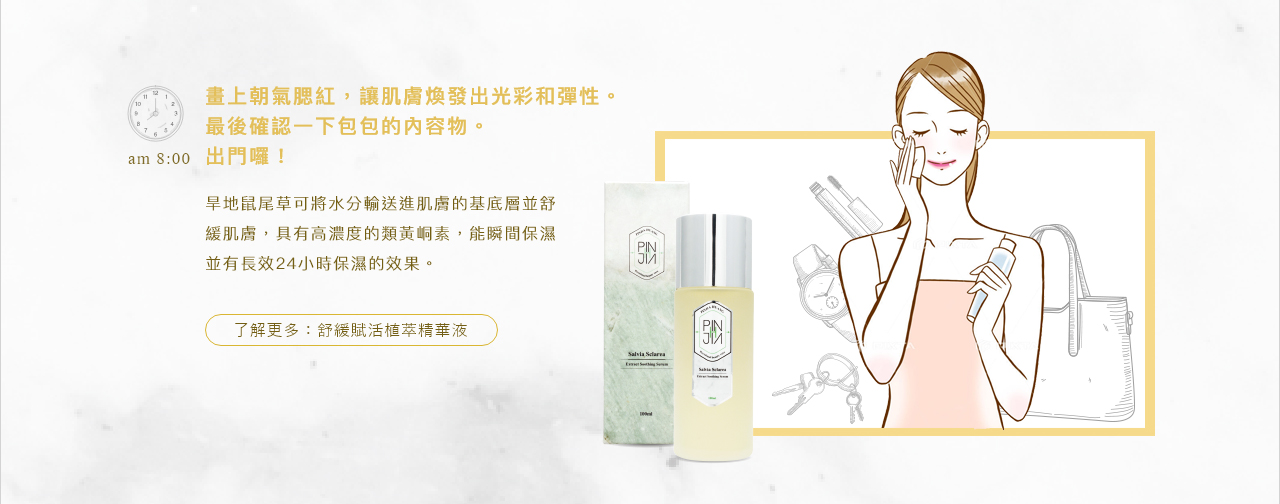 畫上朝氣腮紅，讓肌膚煥發出光彩和彈性。
最後確認一下包包的內容物。
出門囉！
am 8:00
旱地鼠尾草可將水分輸送進肌膚的基底層並舒
緩肌膚，具有高濃度的類黃峒素，能瞬間保濕
並有長效24小時保濕的效果。
了解更多：舒緩賦活植萃精華液
PIN
JIN
Salvia Sclarea
Extract Soothing Serum
100ml
PIN
JIN
Salvia Sclarea
Extract Soothing Serum